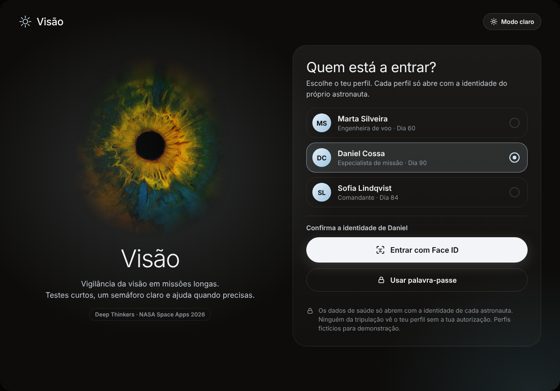 Visão
Modo claro
Visão
Vigilância da visão em missões longas.
Testes curtos, um semáforo claro e ajuda quando precisas.
Deep Thinkers · NASA Space Apps 2026
Quem está a entrar?
Escolhe o teu perfil. Cada perfil só abre com a identidade do
próprio astronauta.
MS
Marta Silveira
Engenheira de voo · Dia 60
DC
Daniel Cossa
Especialista de missão · Dia 90
SL
Sofia Lindqvist
Comandante · Dia 84
Confirma a identidade de Daniel
Entrar com Face ID
Usar palavra-passe
Os dados de saúde só abrem com a identidade de cada astronauta.
Ninguém da tripulação vê o teu perfil sem a tua autorização. Perfis
fictícios para demonstração.